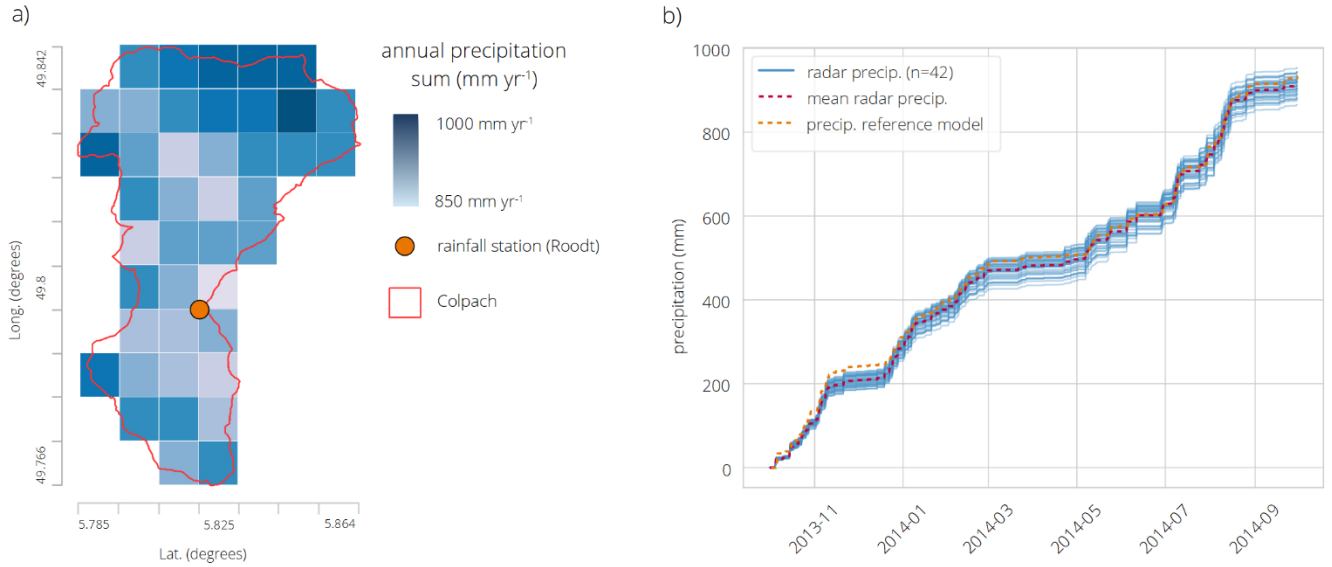 a)
49.842
49.8
49.766
Long. (degrees)
5.785
5.825
5.864
Lat. (degrees)
annual precipitation
sum (mm yr⁻¹)
1000 mm yr⁻¹
850 mm yr⁻¹
rainfall station (Roodt)
Colpach
b)
1000
800
600
400
200
0
precipitation (mm)
radar precip. (n=42)
mean radar precip.
precip. reference model
2013-11
2014-01
2014-03
2014-05
2014-07
2014-09